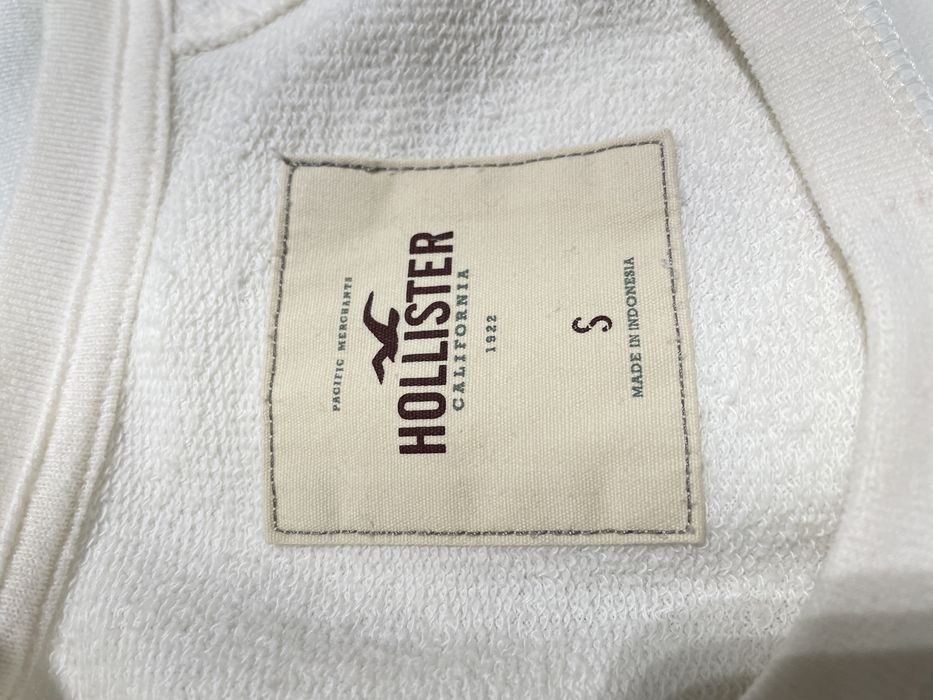 PACIFIC MERCHANTS
HOLLISTER
CALIFORNIA
1922
S
MADE IN INDONESIA